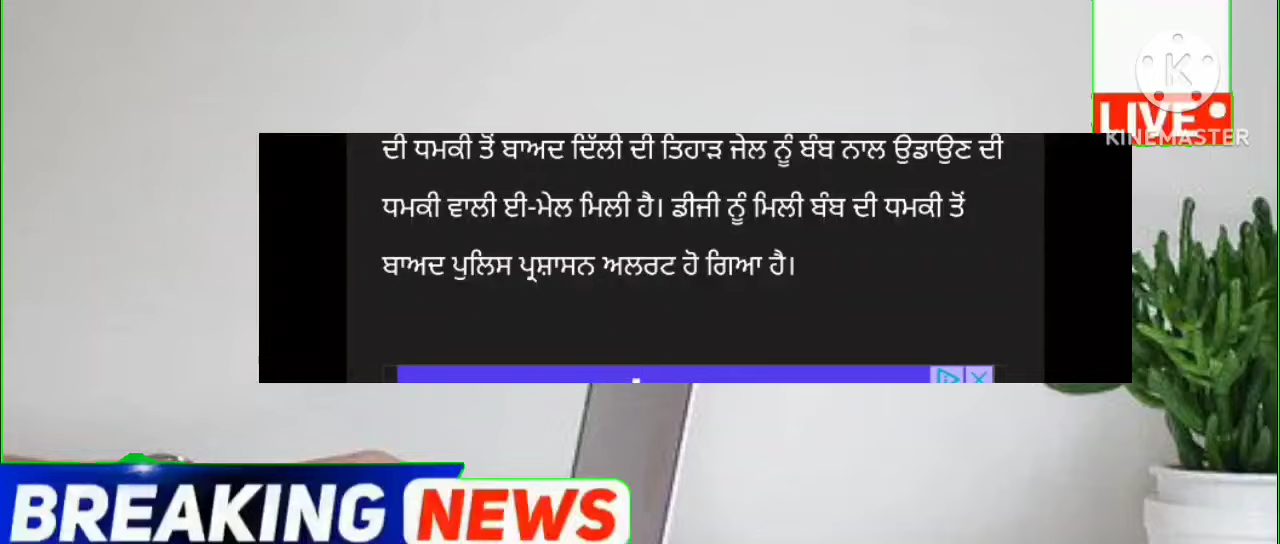 LIVE
KINEMASTER
ਦੀ ਧਮਕੀ ਤੋਂ ਬਾਅਦ ਦਿੱਲੀ ਦੀ ਤਿਹਾੜ ਜੇਲ ਨੂੰ ਬੰਬ ਨਾਲ ਉਡਾਉਣ ਦੀ
ਧਮਕੀ ਵਾਲੀ ਈ-ਮੇਲ ਮਿਲੀ ਹੈ। ਡੀਜੀ ਨੂੰ ਮਿਲੀ ਬੰਬ ਦੀ ਧਮਕੀ ਤੋਂ
ਬਾਅਦ ਪੁਲਿਸ ਪ੍ਰਸ਼ਾਸਨ ਅਲਰਟ ਹੋ ਗਿਆ ਹੈ।
BREAKING NEWS